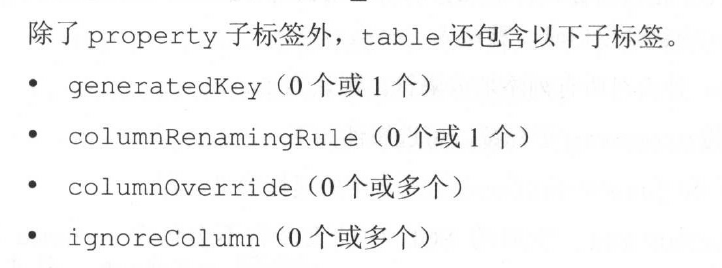 除了 property 子标签外，table 还包含以下子标签。
• generatedKey（0 个或 1 个）
• columnRenamingRule（0 个或 1 个）
• columnOverride（0 个或多个）
• ignoreColumn（0 个或多个）